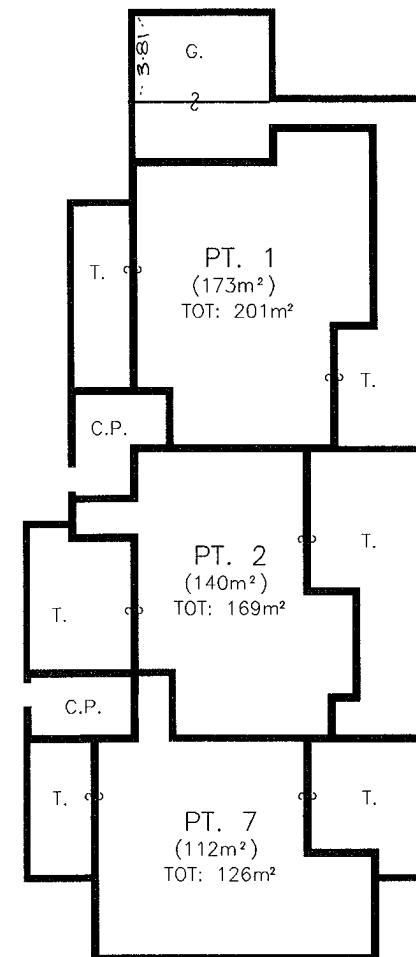 G.
3·81
PT. 1
(173m²)
TOT: 201m²
T.
T.
C.P.
PT. 2
(140m²)
TOT: 169m²
T.
T.
C.P.
PT. 7
(112m²)
TOT: 126m²
T.
T.